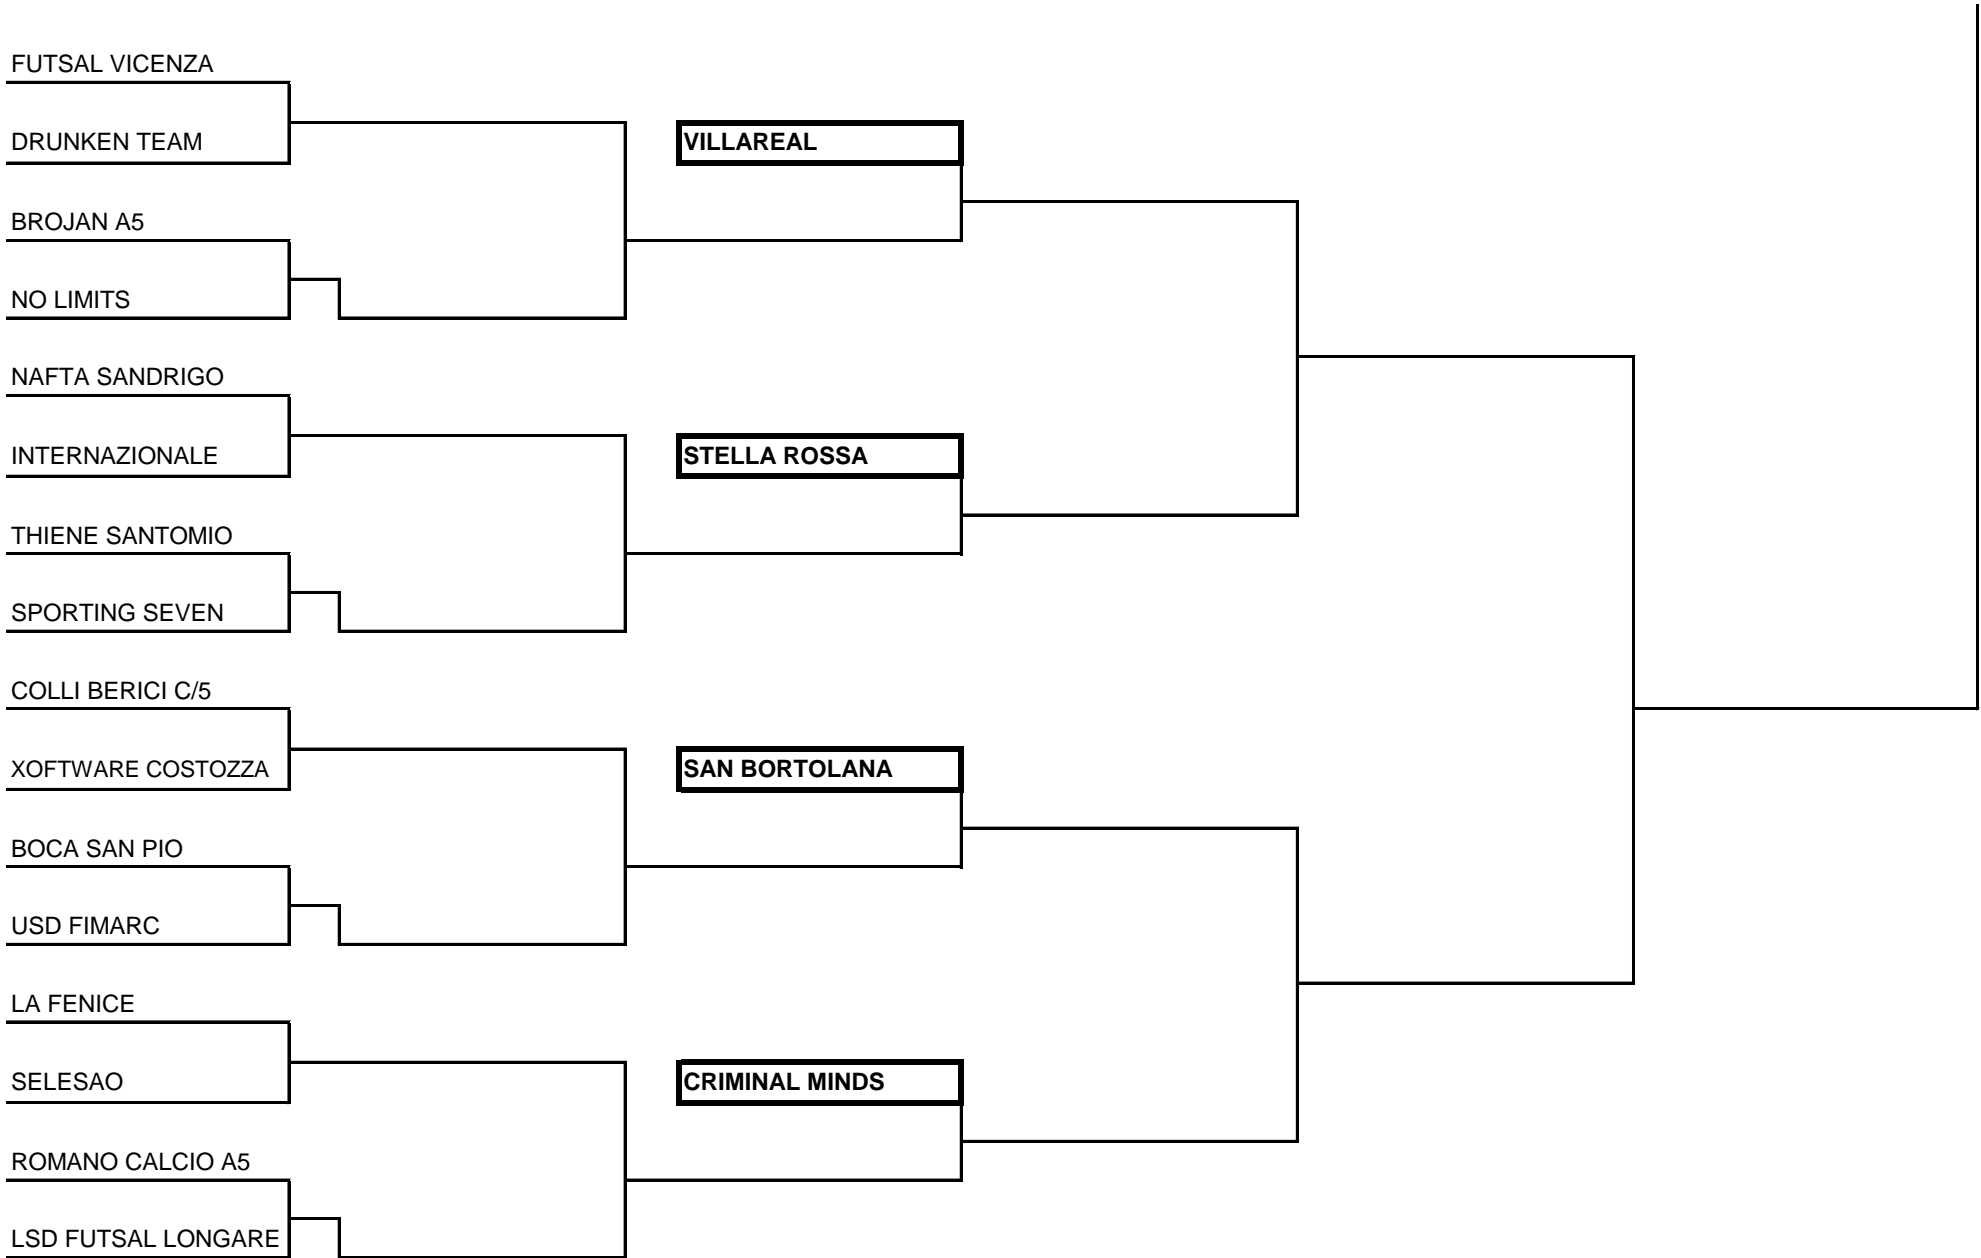 FUTSAL VICENZA
DRUNKEN TEAM
VILLAREAL
BROJAN A5
NO LIMITS
NAFTA SANDRIGO
INTERNAZIONALE
STELLA ROSSA
THIENE SANTOMIO
SPORTING SEVEN
COLLI BERICI C/5
XOFTWARE COSTOZZA
SAN BORTOLANA
BOCA SAN PIO
USD FIMARC
LA FENICE
SELESAO
CRIMINAL MINDS
ROMANO CALCIO A5
LSD FUTSAL LONGARE